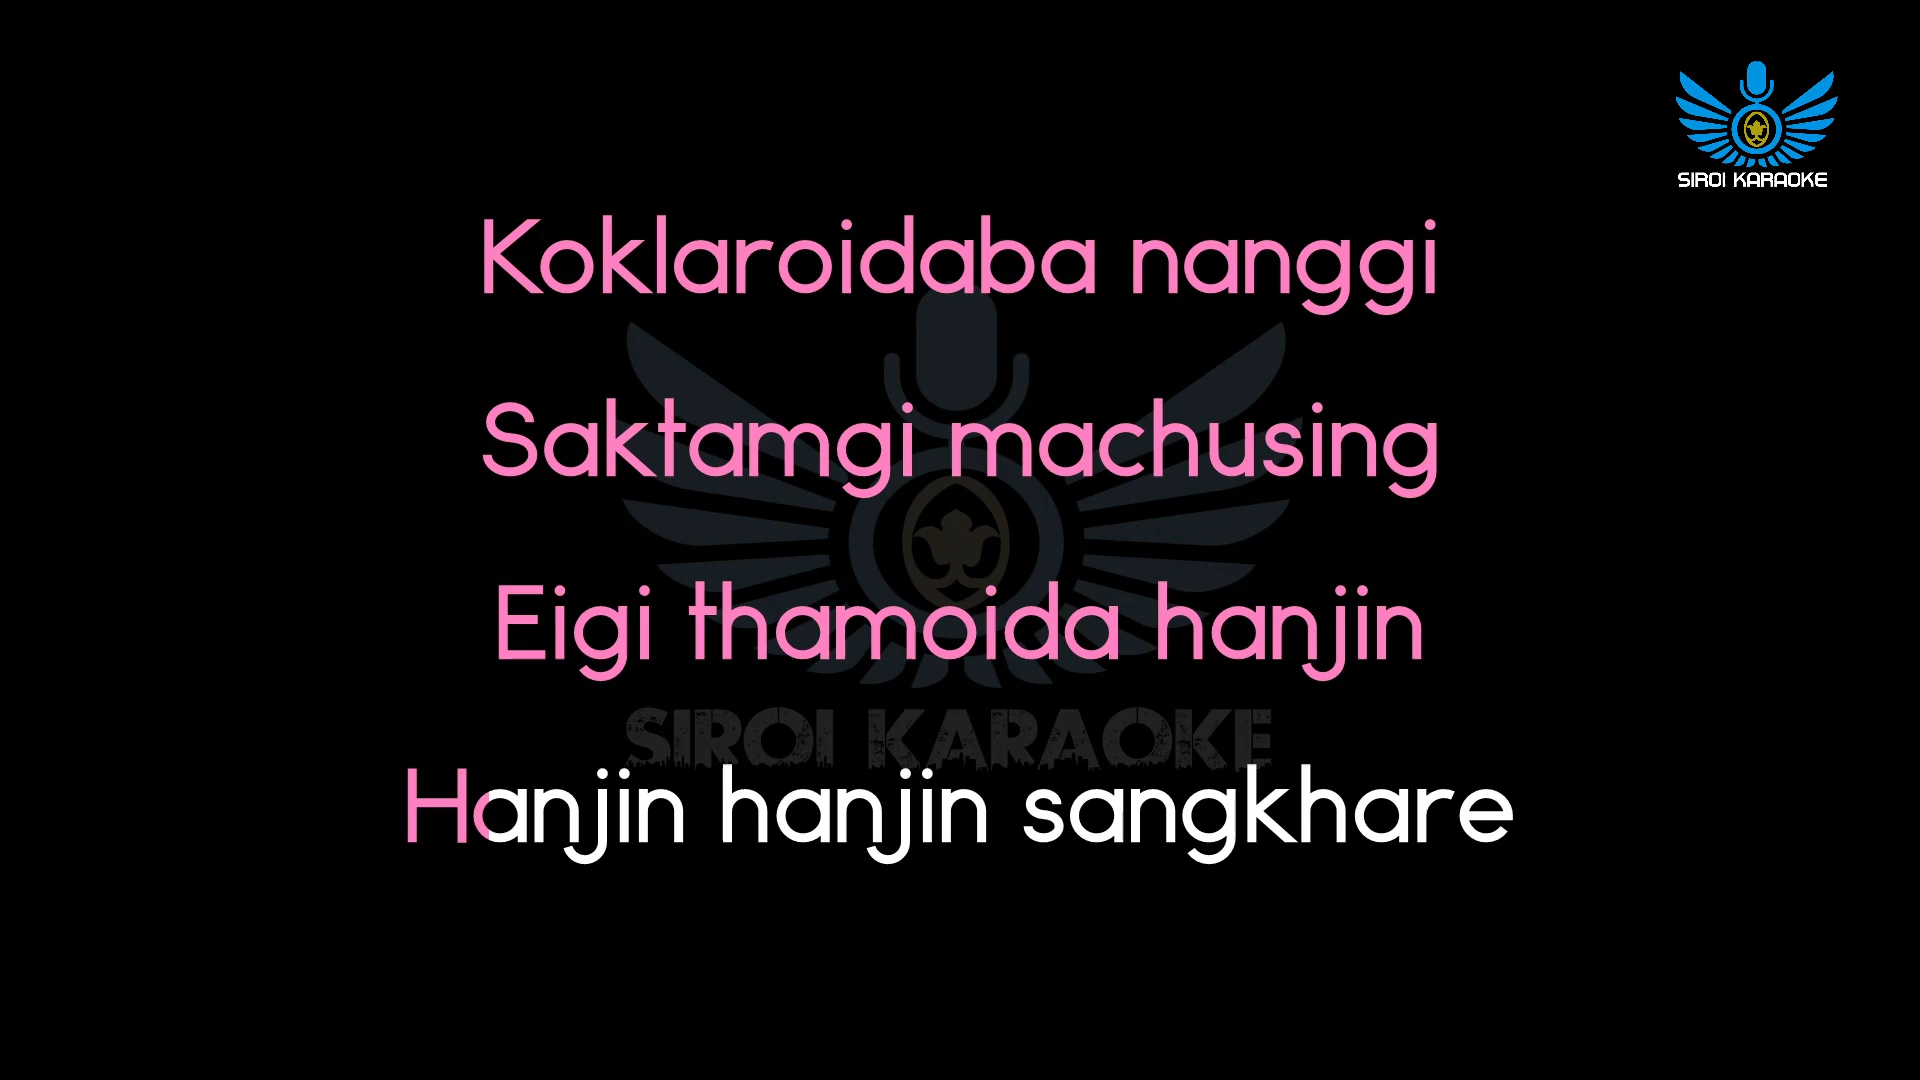 SIROI KARAOKE
Koklaroidaba nanggi
Saktamgi machusing
Eigi thamoida hanjin
SIROI KARAOKE
Hanjin hanjin sangkhare